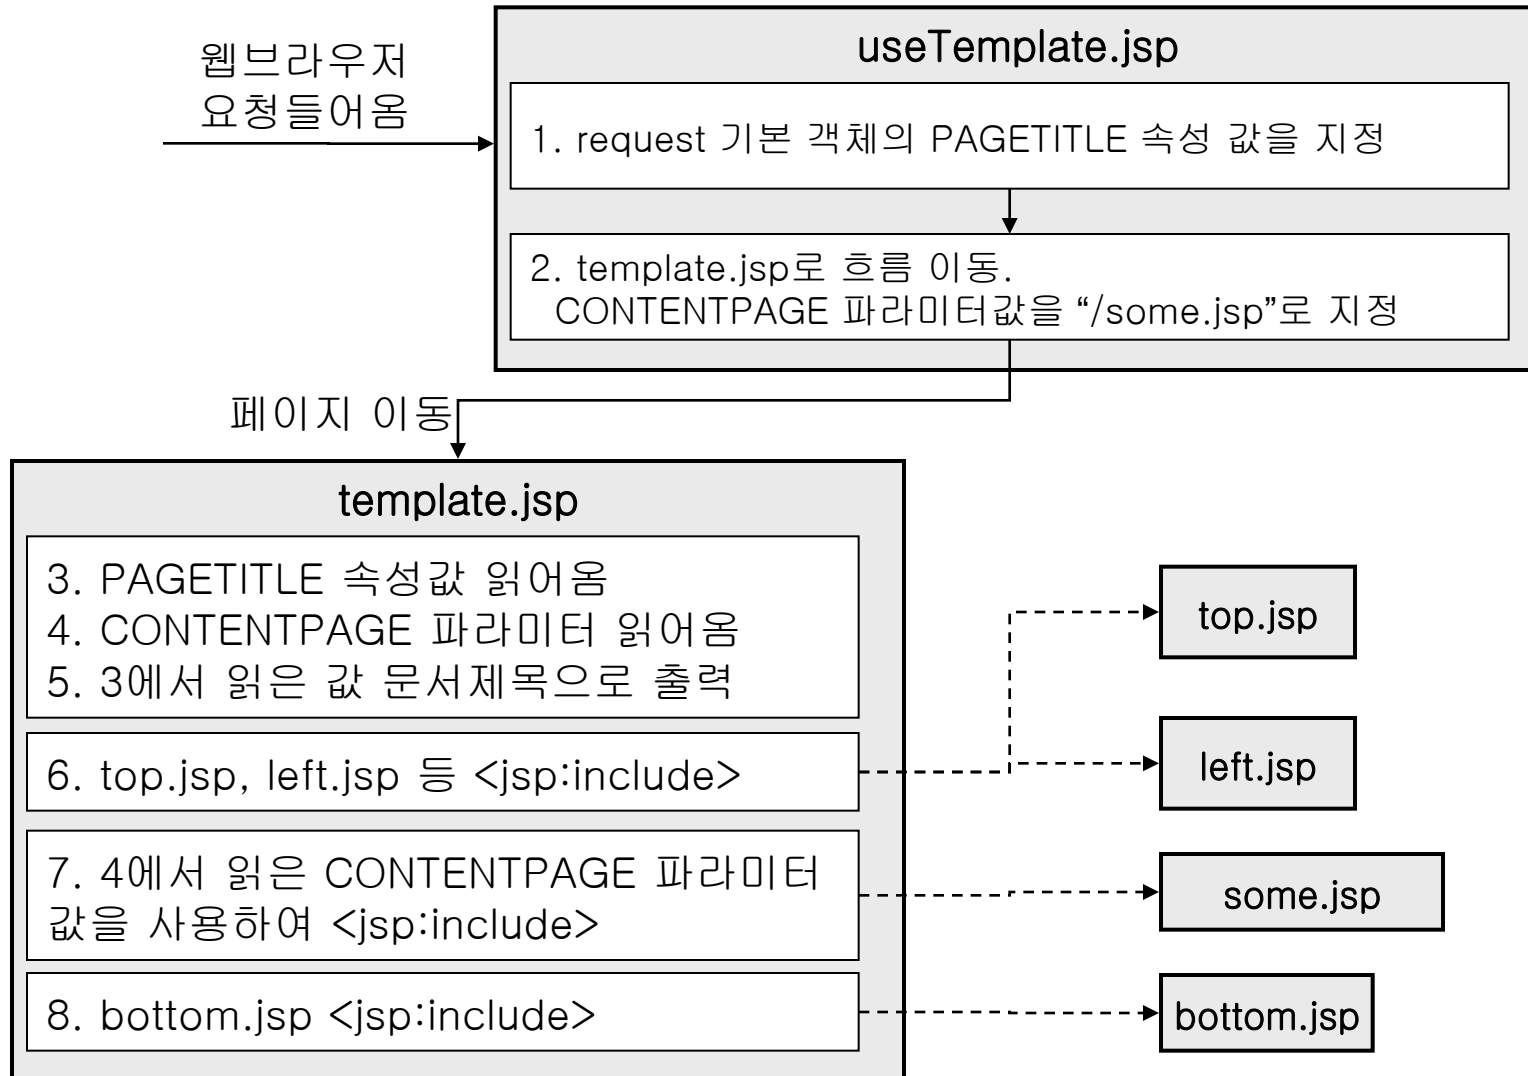 웹브라우저
요청들어옴
useTemplate.jsp
1. request 기본 객체의 PAGETITLE 속성 값을 지정
2. template.jsp로 흐름 이동.
CONTENTPAGE 파라미터값을 “/some.jsp”로 지정
페이지 이동
template.jsp
3. PAGETITLE 속성값 읽어옴
4. CONTENTPAGE 파라미터 읽어옴
5. 3에서 읽은 값 문서제목으로 출력
6. top.jsp, left.jsp 등 <jsp:include>
7. 4에서 읽은 CONTENTPAGE 파라미터
값을 사용하여 <jsp:include>
8. bottom.jsp <jsp:include>
top.jsp
left.jsp
some.jsp
bottom.jsp